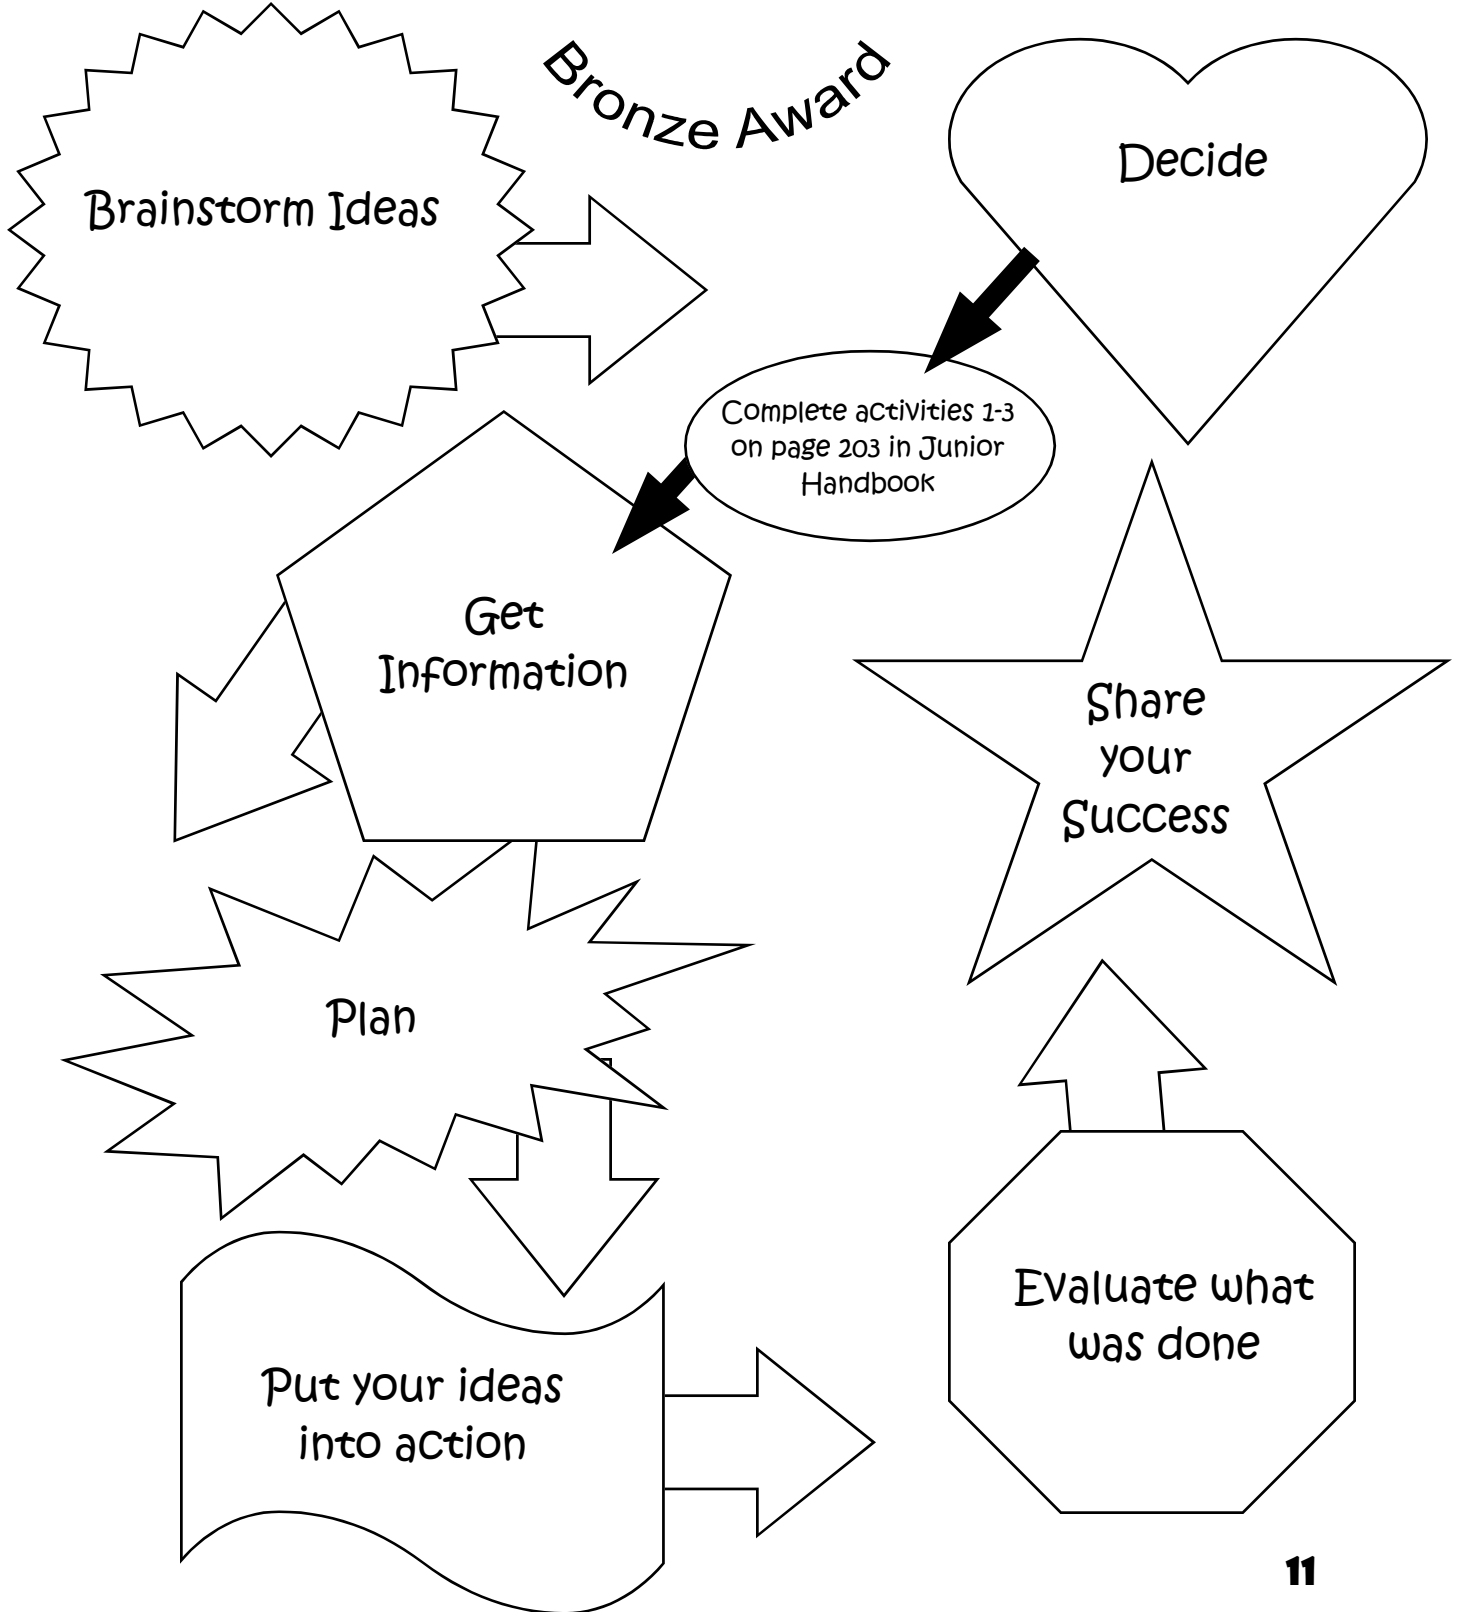 Bronze Award
Brainstorm Ideas
Decide
Complete activities 1-3
on page 203 in Junior
Handbook
Get
Information
Plan
Put your ideas
into action
Evaluate what
was done
Share
your
Success
11